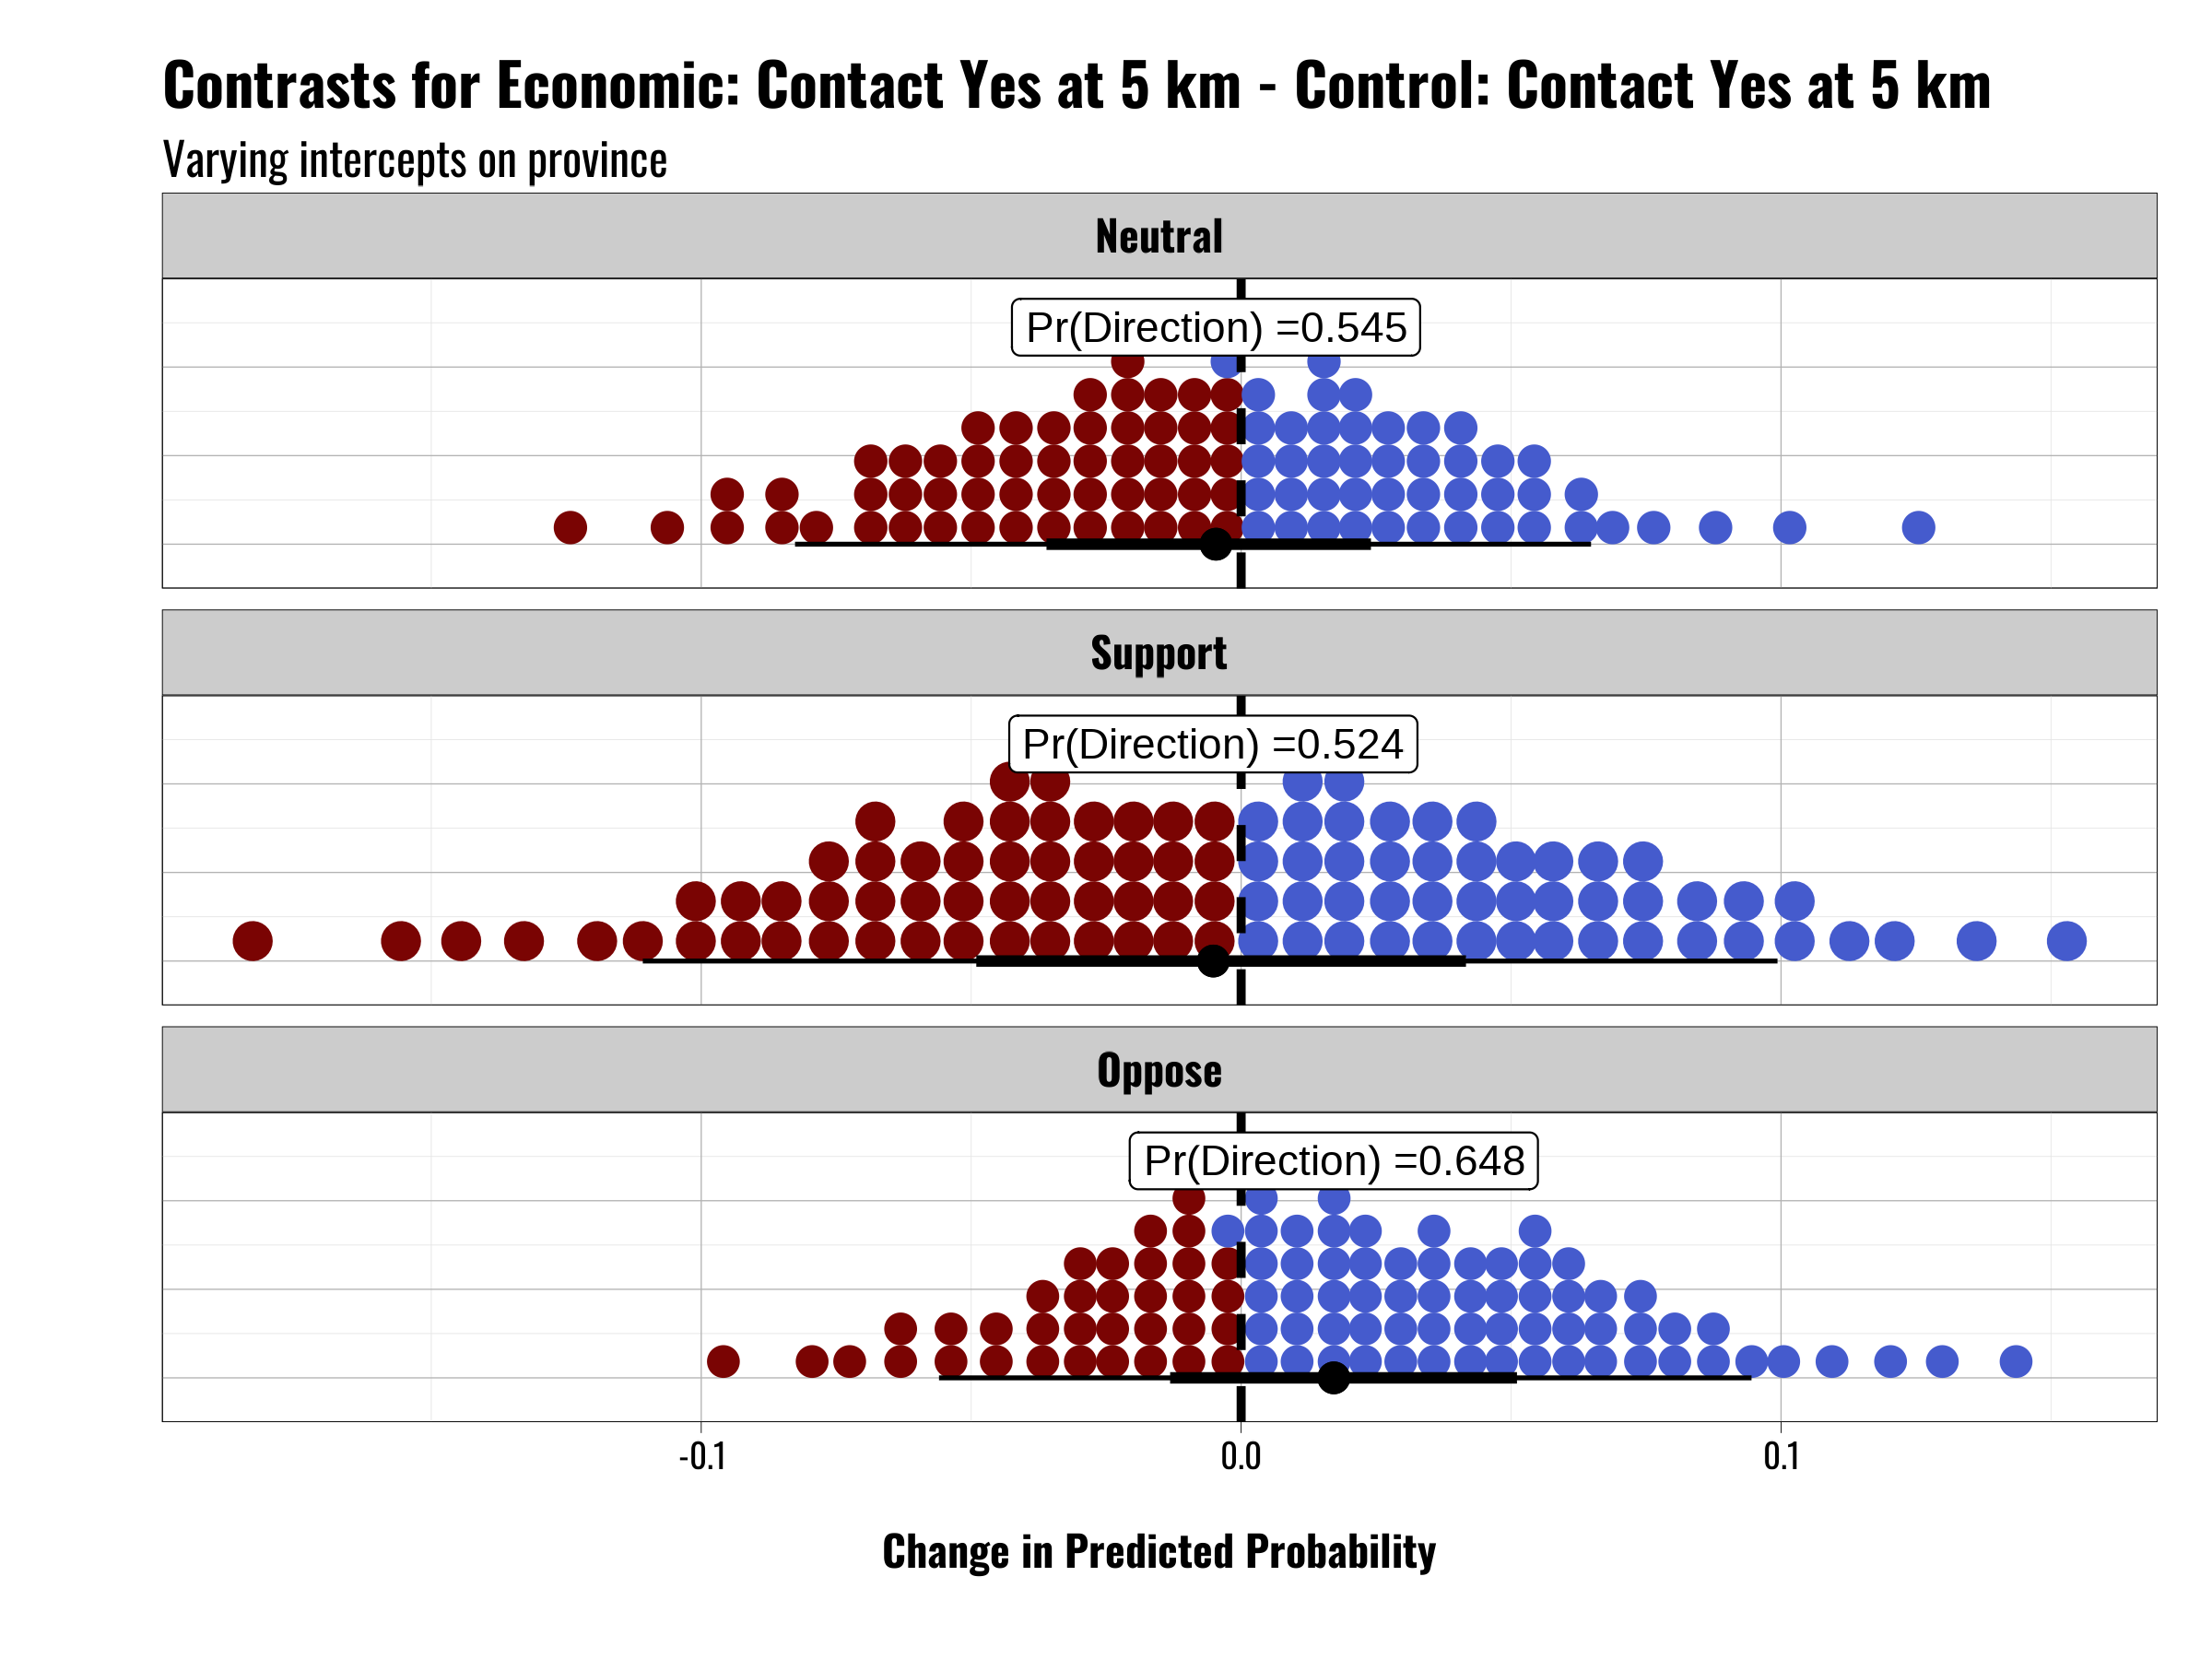 Contrasts for Economic: Contact Yes at 5 km - Control: Contact Yes at 5 km
Varying intercepts on province
Neutral
Pr(Direction) =0.545
Support
Pr(Direction) =0.524
Oppose
Pr(Direction) =0.648
-0.1 0.0 0.1
Change in Predicted Probability